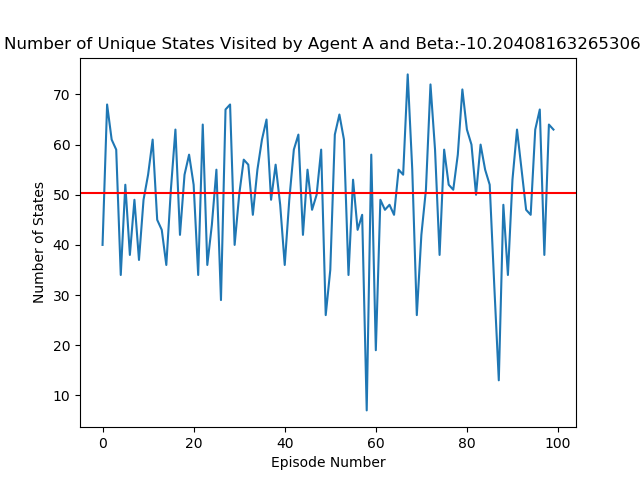 Number of Unique States Visited by Agent A and Beta:-10.20408163265306
70
60
50
40
30
20
10
Number of States
0 20 40 60 80 100
Episode Number